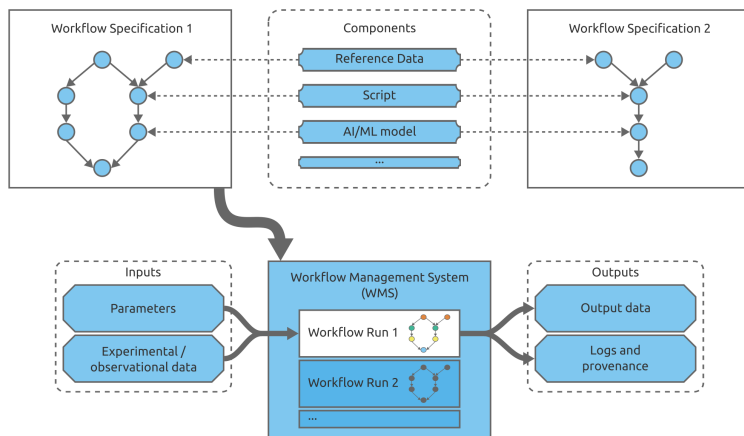 Workflow Specification 1
Components
Workflow Specification 2
Reference Data
Script
AI/ML model
...
Inputs
Parameters
Experimental /
observational data
Workflow Management System
(WMS)
Workflow Run 1
Workflow Run 2
...
Outputs
Output data
Logs and
provenance